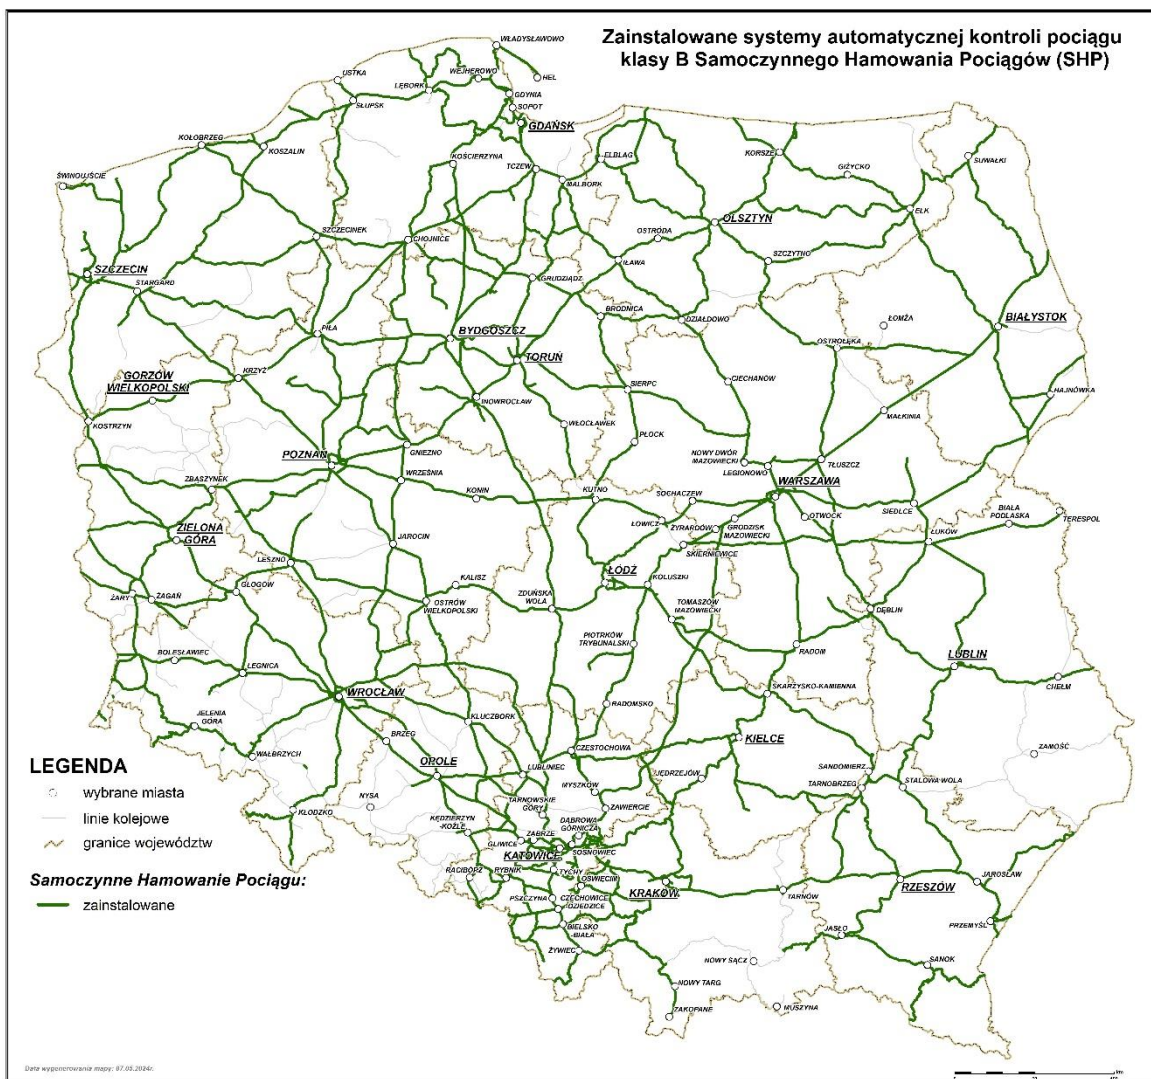 Zainstalowane systemy automatycznej kontroli pociągu
klasy B Samoczynnego Hamowania Pociągów (SHP)
WŁADYSŁAWOWO
USTKA
WEJHEROWO
HEL
LĘBORK
GDYNIA
SŁUPSK
SOPOT
GDAŃSK
KOŁOBRZEG
KOSZALIN
KOŚCIERZYNA
TCZEW
ELBLĄG
KORSZE
GIŻYCKO
SUWAŁKI
ŚWINOUJŚCIE
MALBORK
EŁK
OLSZTYN
SZCZECINEK
CHOJNICE
OSTRÓDA
SZCZYTNO
SZCZECIN
STARGARD
IŁAWA
GRUDZIĄDZ
BRODNICA
DZIAŁDOWO
ŁOMŻA
BIAŁYSTOK
PIŁA
BYDGOSZCZ
OSTROŁĘKA
TORUŃ
GORZÓW
WIELKOPOLSKI
KRZYŻ
CIECHANÓW
HAJNÓWKA
INOWROCŁAW
SIERPC
KOSTRZYN
WŁOCŁAWEK
MAŁKINIA
PŁOCK
POZNAŃ
GNIEZNO
NOWY DWÓR
MAZOWIECKI
LEGIONOWO
TŁUSZCZ
ZBĄSZYNEK
WRZEŚNIA
WARSZAWA
KONIN
KUTNO
SOCHACZEW
SIEDLCE
BIAŁA
PODLASKA
TERESPOL
OTWOCK
ŁOWICZ
ŻYRARDÓW
GRODZISK
MAZOWIECKI
ZIELONA
GÓRA
JAROCIN
SKIERNIEWICE
ŁUKÓW
LESZNO
ŁÓDŹ
KOLUSZKI
ŻARY
ŻAGAŃ
GŁOGÓW
KALISZ
OSTRÓW
WIELKOPOLSKI
ZDUŃSKA
WOLA
TOMASZÓW
MAZOWIECKI
DĘBLIN
PIOTRKÓW
TRYBUNALSKI
RADOM
LUBLIN
BOLESŁAWIEC
LEGNICA
CHEŁM
WROCŁAW
SKARŻYSKO-KAMIENNA
RADOMSKO
JELENIA
GÓRA
KLUCZBORK
BRZEG
KIELCE
WAŁBRZYCH
CZĘSTOCHOWA
ZAMOŚĆ
OPOLE
LUBLINIEC
JĘDRZEJÓW
SANDOMIERZ
MYSZKÓW
TARNOBRZEG
STALOWA WOLA
LEGENDA
wybrane miasta
linie kolejowe
granice województw
Samoczynne Hamowanie Pociągu:
zainstalowane
NYSA
KŁODZKO
TARNOWSKIE
GÓRY
ZAWIERCIE
KĘDZIERZYN
-KOŹLE
DĄBROWA
GÓRNICZA
ZABRZE
GLIWICE
SOSNOWIEC
KATOWICE
RACIBÓRZ
RYBNIK
TYCHY
OŚWIĘCIM
KRAKÓW
TARNÓW
RZESZÓW
JAROSŁAW
PSZCZYNA
CZECHOWICE
DZIEDZICE
BIELSKO
-BIAŁA
JASŁO
PRZEMYŚL
ŻYWIEC
NOWY SĄCZ
SANOK
NOWY TARG
ZAKOPANE
MUSZYNA
Data wygenerowania mapy: 07.05.2024r.
km